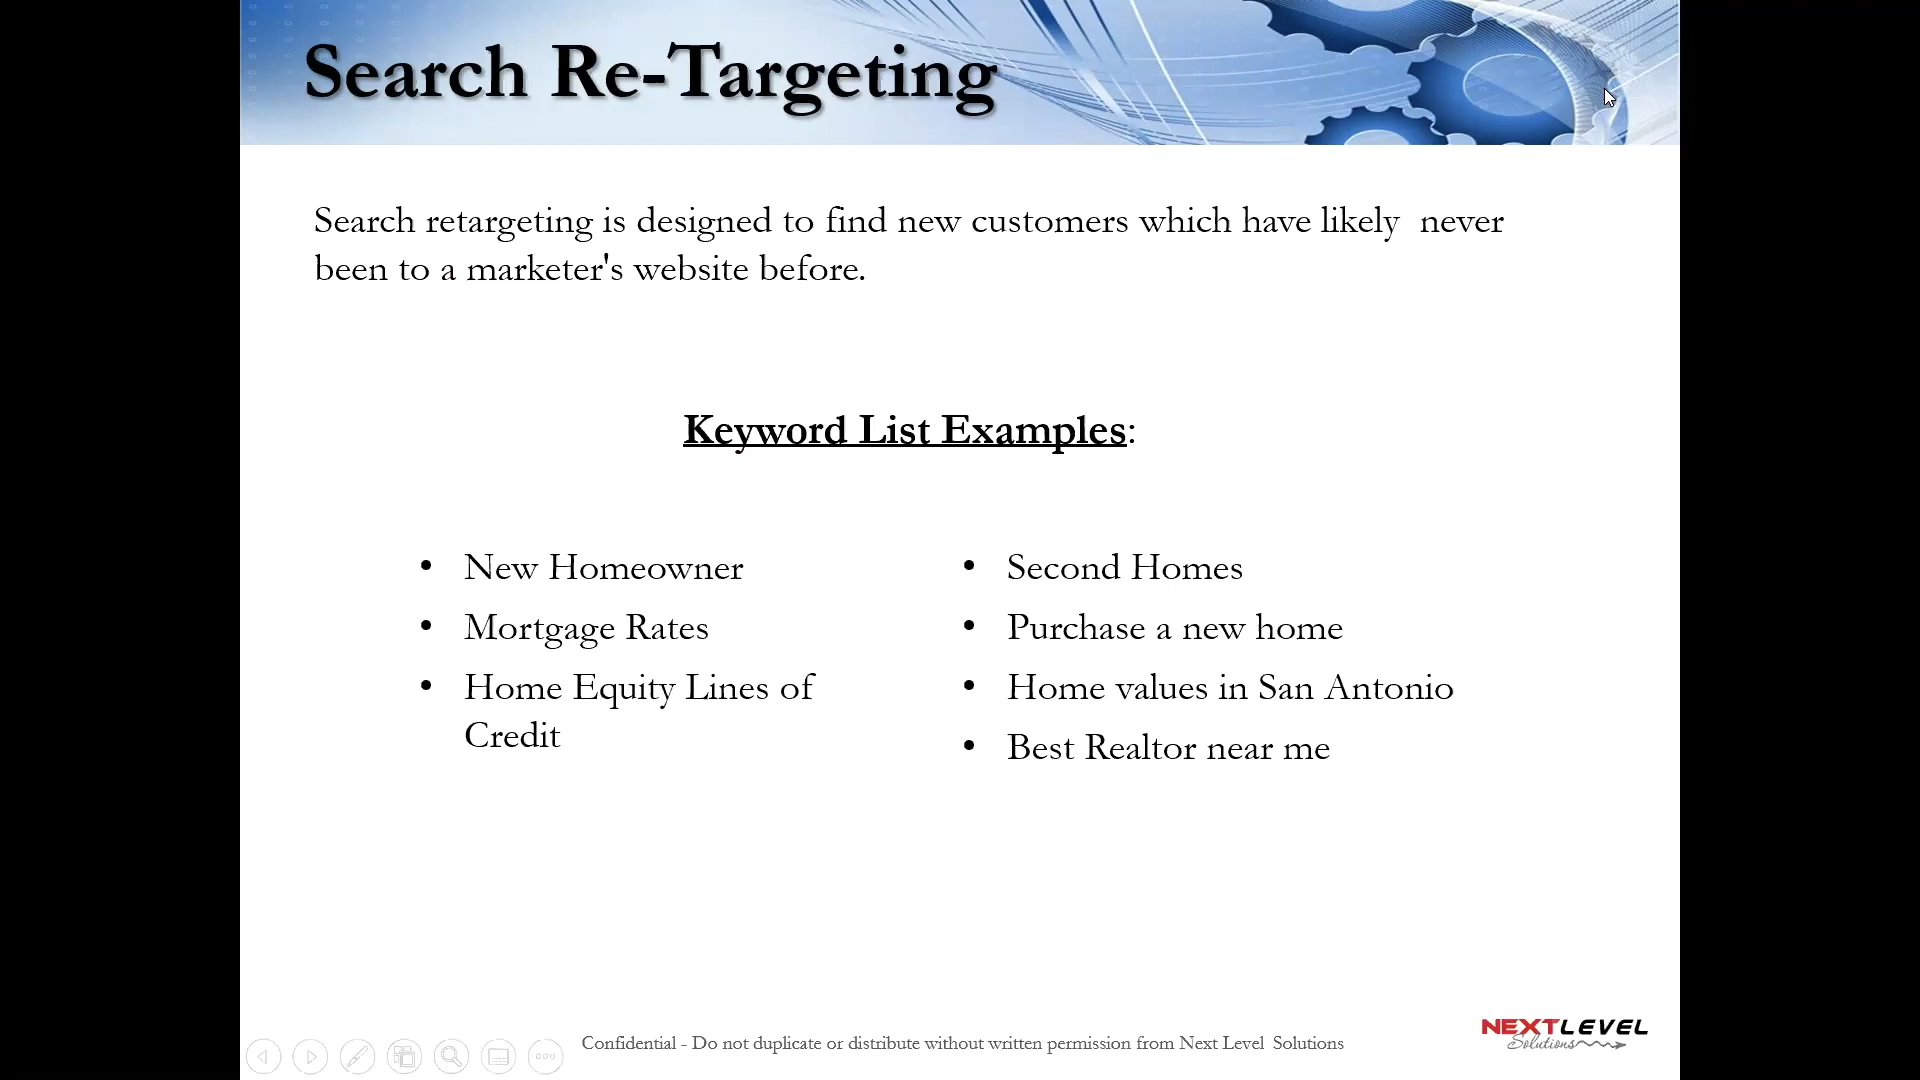 Search Re-Targeting
Search retargeting is designed to find new customers which have likely  never
been to a marketer's website before.
Keyword List Examples:
• New Homeowner
• Mortgage Rates
• Home Equity Lines of
Credit
• Second Homes
• Purchase a new home
• Home values in San Antonio
• Best Realtor near me
Confidential - Do not duplicate or distribute without written permission from Next Level  Solutions
NEXTLEVEL
Solutions